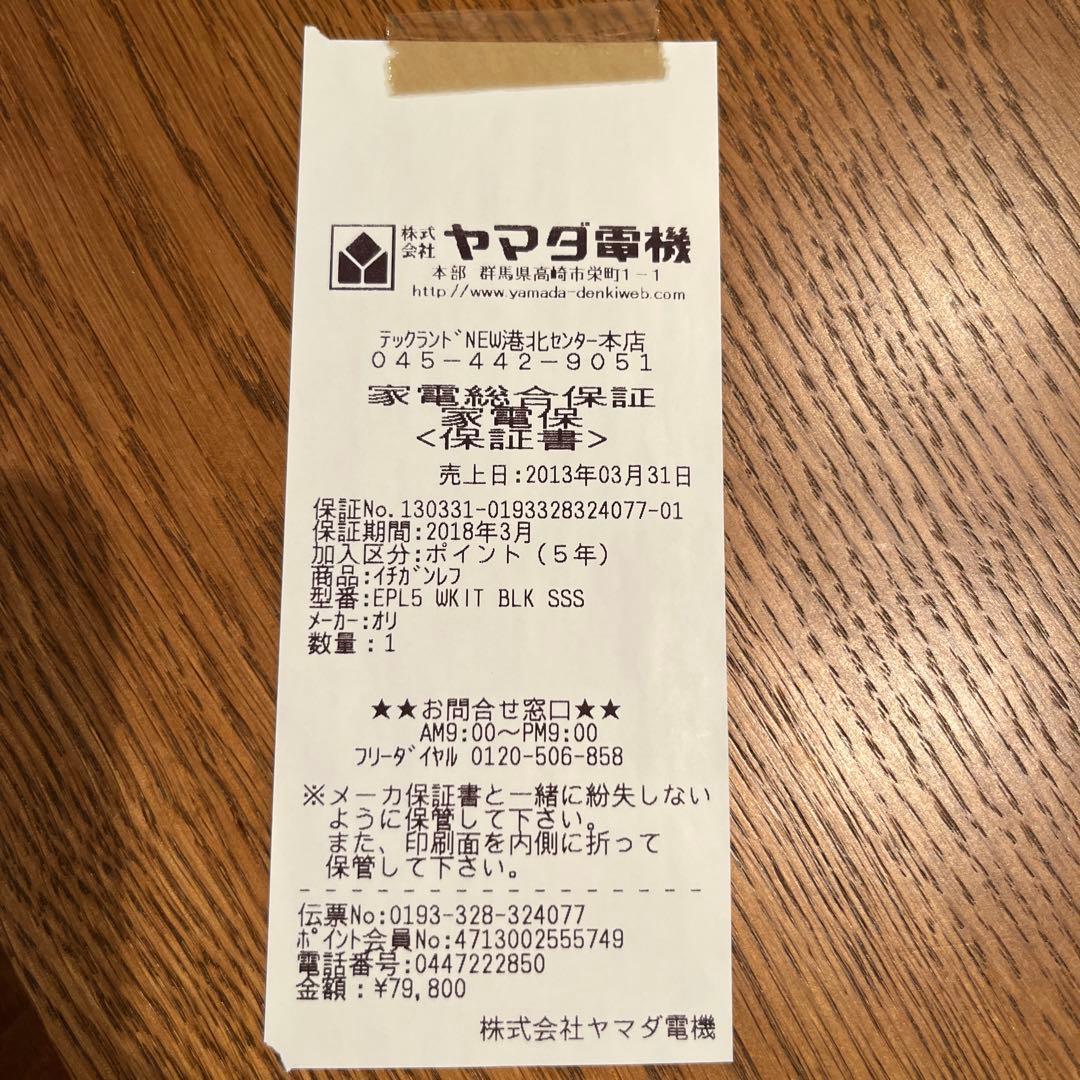 株式会社 ヤマダ電機
本部 群馬県高崎市栄町1-1
http://www.yamada-denkiweb.com
ﾃｯｸﾗﾝﾄﾞNEW港北ｾﾝﾀｰ本店
045-442-9051
家電総合保証
家電保
<保証書>
売上日:2013年03月31日
保証No.130331-0193328324077-01
保証期間:2018年3月
加入区分:ポイント(5年)
商品:ｲﾁｶﾞﾝﾚﾌ
型番:EPL5 WKIT BLK SSS
ﾒｰｶｰ:ｵﾘ
数量:1
★★お問合せ窓口★★
AM9:00～PM9:00
ﾌﾘｰﾀﾞｲﾔﾙ 0120-506-858
※メーカ保証書と一緒に紛失しない
ように保管して下さい。
また、印刷面を内側に折って
保管して下さい。
伝票No:0193-328-324077
ﾎﾟｲﾝﾄ会員No:4713002555749
電話番号:0447222850
金額:¥79,800
株式会社ヤマダ電機